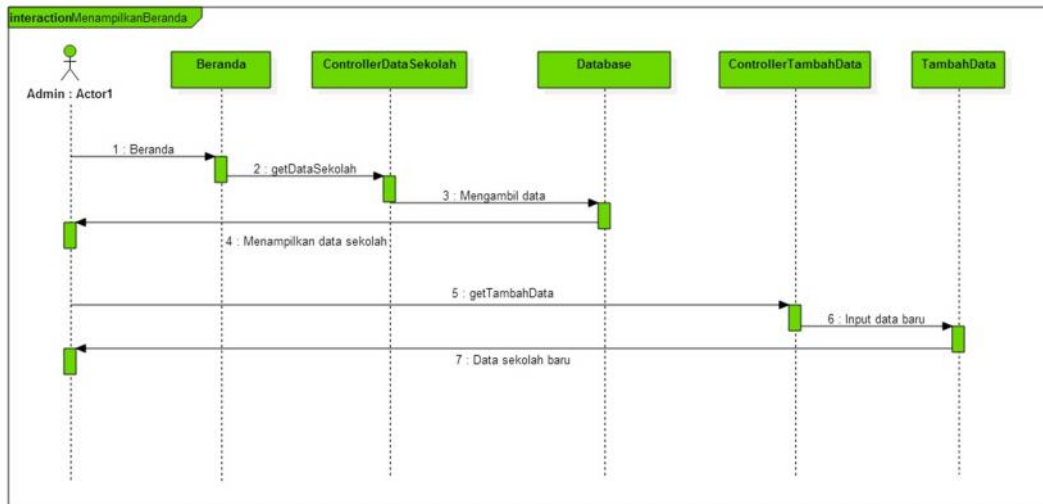 interactionMenampilkanBeranda
Beranda
ControllerDataSekolah
Database
ControllerTambahData
TambahData
Admin : Actor1
1 : Beranda
2 : getDataSekolah
3 : Mengambil data
4 : Menampilkan data sekolah
5 : getTambahData
6 : Input data baru
7 : Data sekolah baru